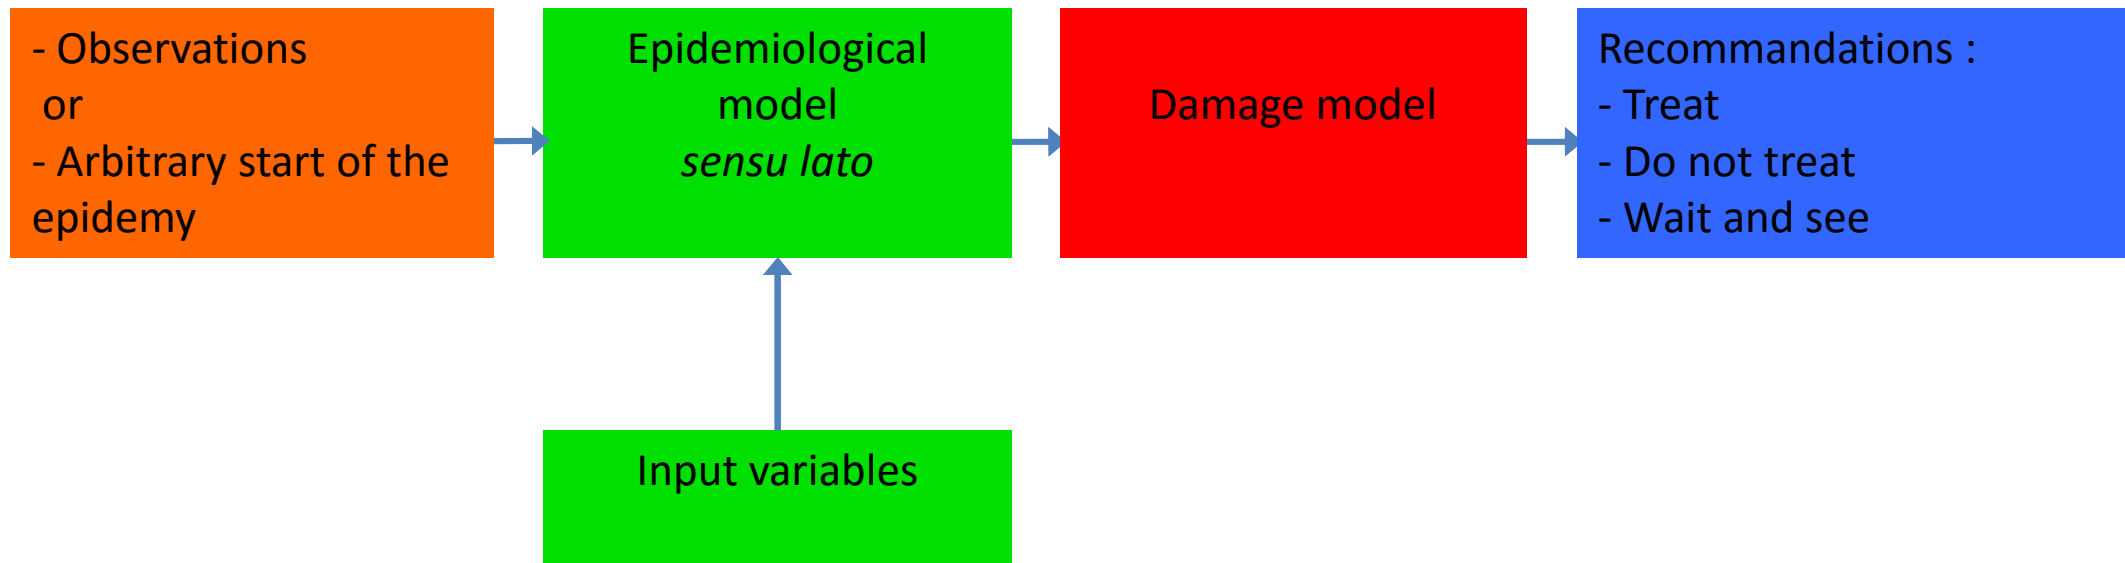 - Observations
or
- Arbitrary start of the
epidemy
Epidemiological
model
sensu lato
Damage model
Recommandations :
- Treat
- Do not treat
- Wait and see
Input variables